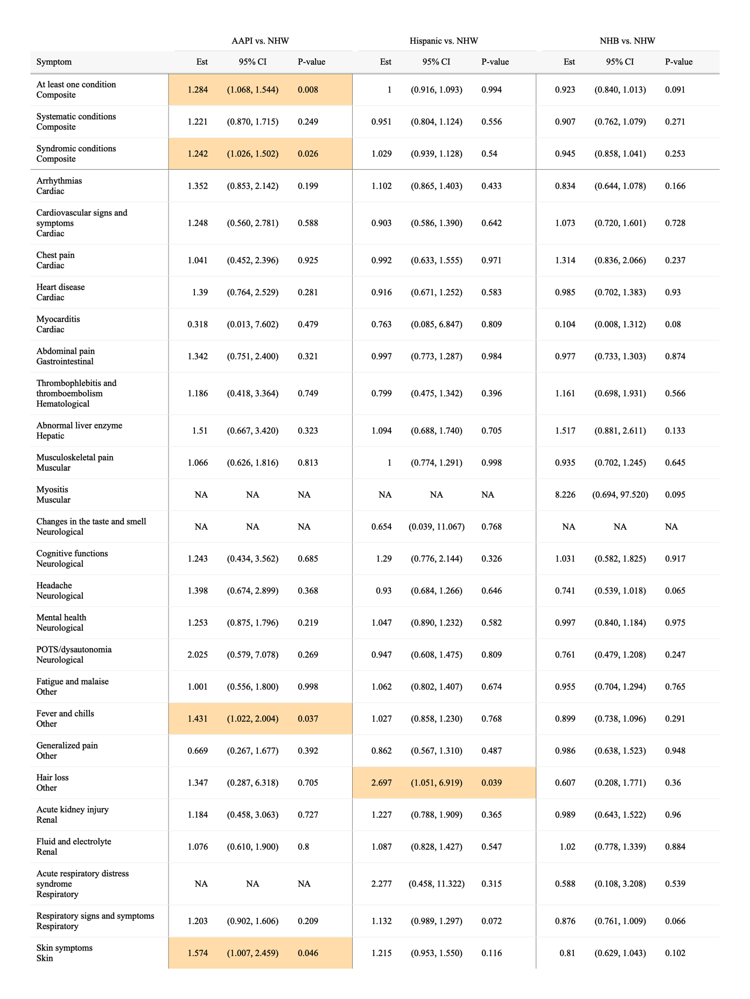 AAPI vs. NHW Hispanic vs. NHW NHB vs. NHW
Symptom Est 95% CI P-value Est 95% CI P-value Est 95% CI P-value
At least one condition
Composite 1.284 (1.068, 1.544) 0.008 1 (0.916, 1.093) 0.994 0.923 (0.840, 1.013) 0.091
Systematic conditions
Composite 1.221 (0.870, 1.715) 0.249 0.951 (0.804, 1.124) 0.556 0.907 (0.762, 1.079) 0.271
Syndromic conditions
Composite 1.242 (1.026, 1.502) 0.026 1.029 (0.939, 1.128) 0.54 0.945 (0.858, 1.041) 0.253
Arrhythmias
Cardiac 1.352 (0.853, 2.142) 0.199 1.102 (0.865, 1.403) 0.433 0.834 (0.644, 1.078) 0.166
Cardiovascular signs and
symptoms 1.248 (0.560, 2.781) 0.588 0.903 (0.586, 1.390) 0.642 1.073 (0.720, 1.601) 0.728
Cardiac
Chest pain
Cardiac 1.041 (0.452, 2.396) 0.925 0.992 (0.633, 1.555) 0.971 1.314 (0.836, 2.066) 0.237
Heart disease
Cardiac 1.39 (0.764, 2.529) 0.281 0.916 (0.671, 1.252) 0.583 0.985 (0.702, 1.383) 0.93
Myocarditis
Cardiac 0.318 (0.013, 7.602) 0.479 0.763 (0.085, 6.847) 0.809 0.104 (0.008, 1.312) 0.08
Abdominal pain
Gastrointestinal 1.342 (0.751, 2.400) 0.321 0.997 (0.773, 1.287) 0.984 0.977 (0.733, 1.303) 0.874
Thrombophlebitis and
thromboembolism 1.186 (0.418, 3.364) 0.749 0.799 (0.475, 1.342) 0.396 1.161 (0.698, 1.931) 0.566
Hematological
Abnormal liver enzyme
Hepatic 1.51 (0.667, 3.420) 0.323 1.094 (0.688, 1.740) 0.705 1.517 (0.881, 2.611) 0.133
Musculoskeletal pain
Muscular 1.066 (0.626, 1.816) 0.813 1 (0.774, 1.291) 0.998 0.935 (0.702, 1.245) 0.645
Myositis
Muscular NA NA NA NA NA NA 8.226 (0.694, 97.520) 0.095
Changes in the taste and smell
Neurological NA NA NA 0.654 (0.039, 11.067) 0.768 NA NA NA
Cognitive functions
Neurological 1.243 (0.434, 3.562) 0.685 1.29 (0.776, 2.144) 0.326 1.031 (0.582, 1.825) 0.917
Headache
Neurological 1.398 (0.674, 2.899) 0.368 0.93 (0.684, 1.266) 0.646 0.741 (0.539, 1.018) 0.065
Mental health
Neurological 1.253 (0.875, 1.796) 0.219 1.047 (0.890, 1.232) 0.582 0.997 (0.840, 1.184) 0.975
POTS/dysautonomia
Neurological 2.025 (0.579, 7.078) 0.269 0.947 (0.608, 1.475) 0.809 0.761 (0.479, 1.208) 0.247
Fatigue and malaise
Other 1.001 (0.556, 1.800) 0.998 1.062 (0.802, 1.407) 0.674 0.955 (0.704, 1.294) 0.765
Fever and chills
Other 1.431 (1.022, 2.004) 0.037 1.027 (0.858, 1.230) 0.768 0.899 (0.738, 1.096) 0.291
Generalized pain
Other 0.669 (0.267, 1.677) 0.392 0.862 (0.567, 1.310) 0.487 0.986 (0.638, 1.523) 0.948
Hair loss
Other 1.347 (0.287, 6.318) 0.705 2.697 (1.051, 6.919) 0.039 0.607 (0.208, 1.771) 0.36
Acute kidney injury
Renal 1.184 (0.458, 3.063) 0.727 1.227 (0.788, 1.909) 0.365 0.989 (0.643, 1.522) 0.96
Fluid and electrolyte
Renal 1.076 (0.610, 1.900) 0.8 1.087 (0.828, 1.427) 0.547 1.02 (0.778, 1.339) 0.884
Acute respiratory distress
syndrome NA NA NA 2.277 (0.458, 11.322) 0.315 0.588 (0.108, 3.208) 0.539
Respiratory
Respiratory signs and symptoms
Respiratory 1.203 (0.902, 1.606) 0.209 1.132 (0.989, 1.297) 0.072 0.876 (0.761, 1.009) 0.066
Skin symptoms
Skin 1.574 (1.007, 2.459) 0.046 1.215 (0.953, 1.550) 0.116 0.81 (0.629, 1.043) 0.102